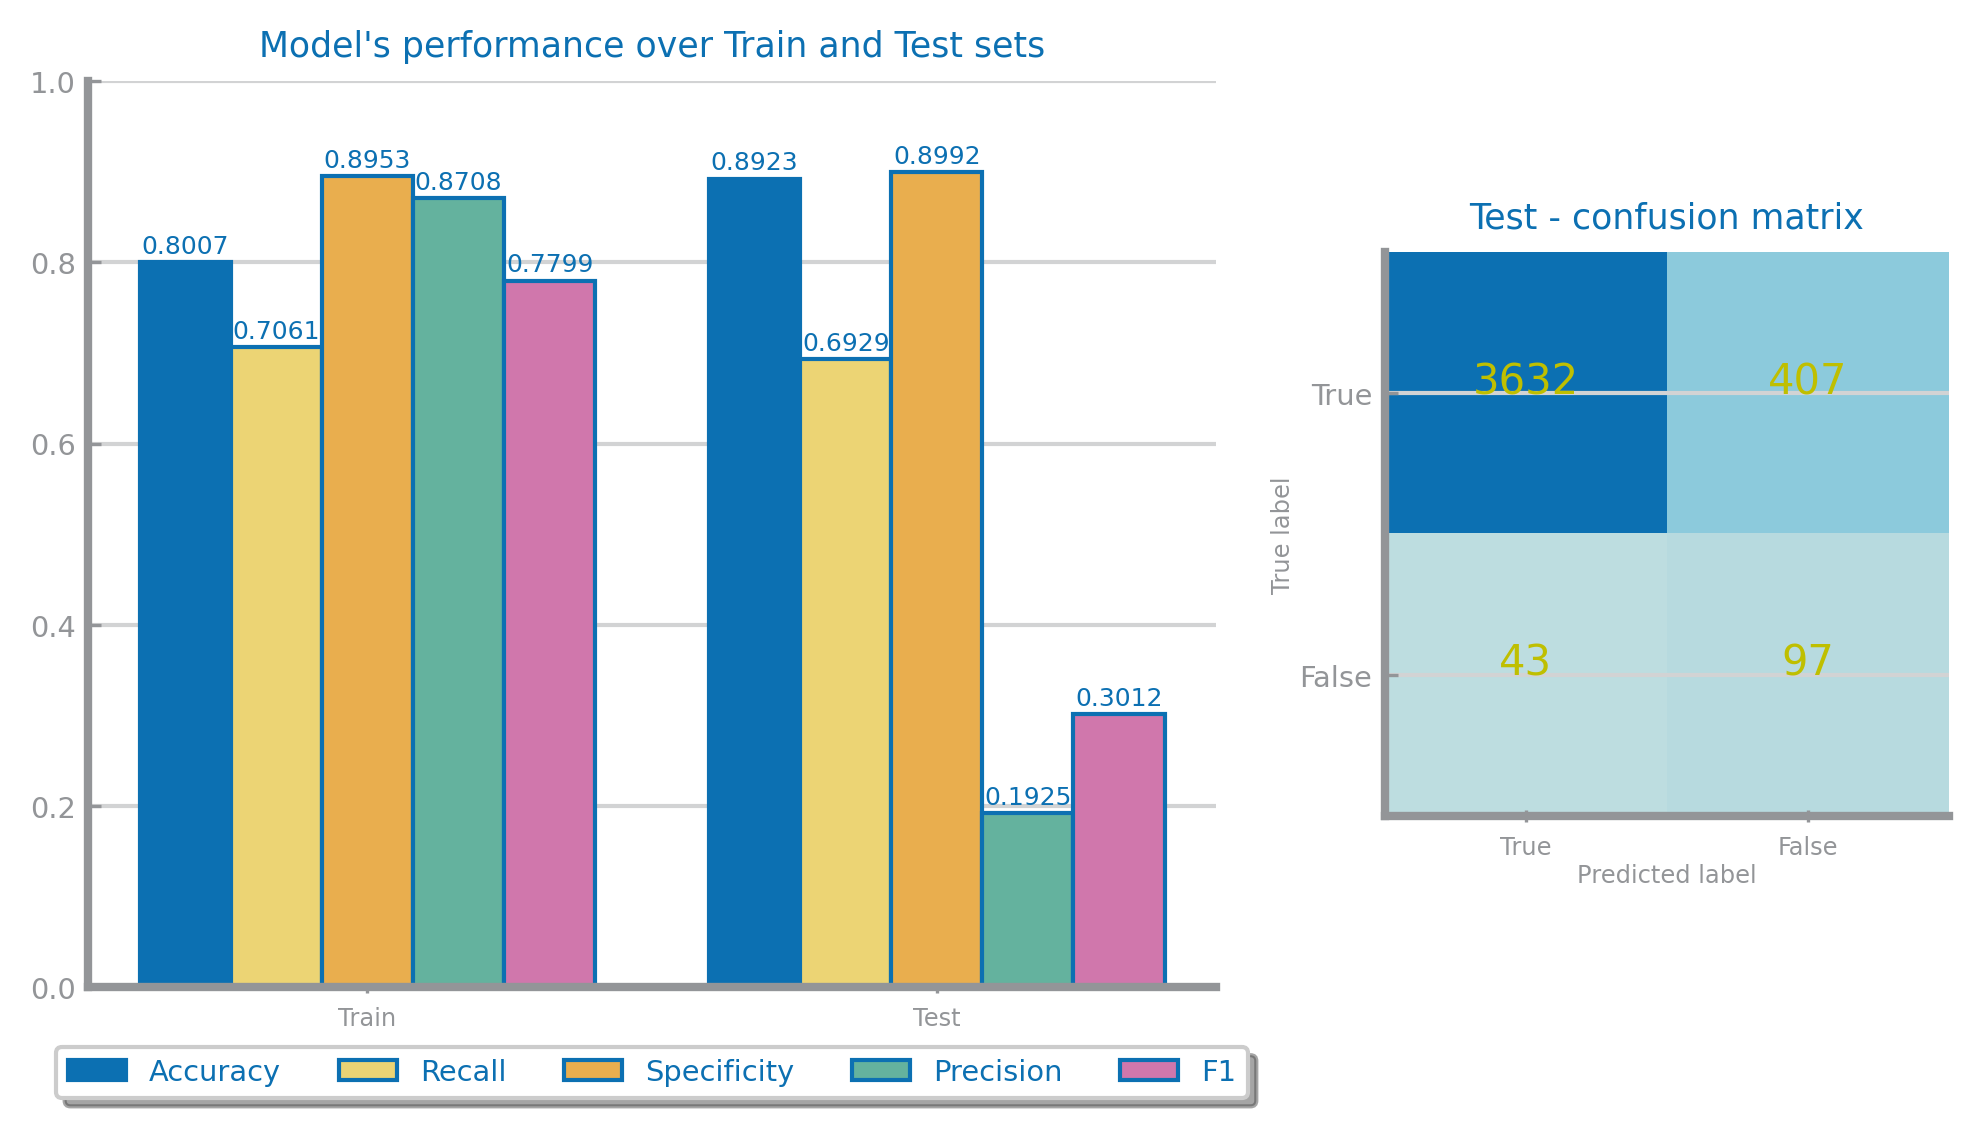 Model's performance over Train and Test sets
1.0
0.8
0.6
0.4
0.2
0.0
0.8007
0.7061
0.8953
0.8708
0.7799
0.8923
0.6929
0.8992
0.1925
0.3012
Train
Test
Accuracy Recall Specificity Precision F1
Test - confusion matrix
True label
True
False
3632 407
43 97
True False
Predicted label